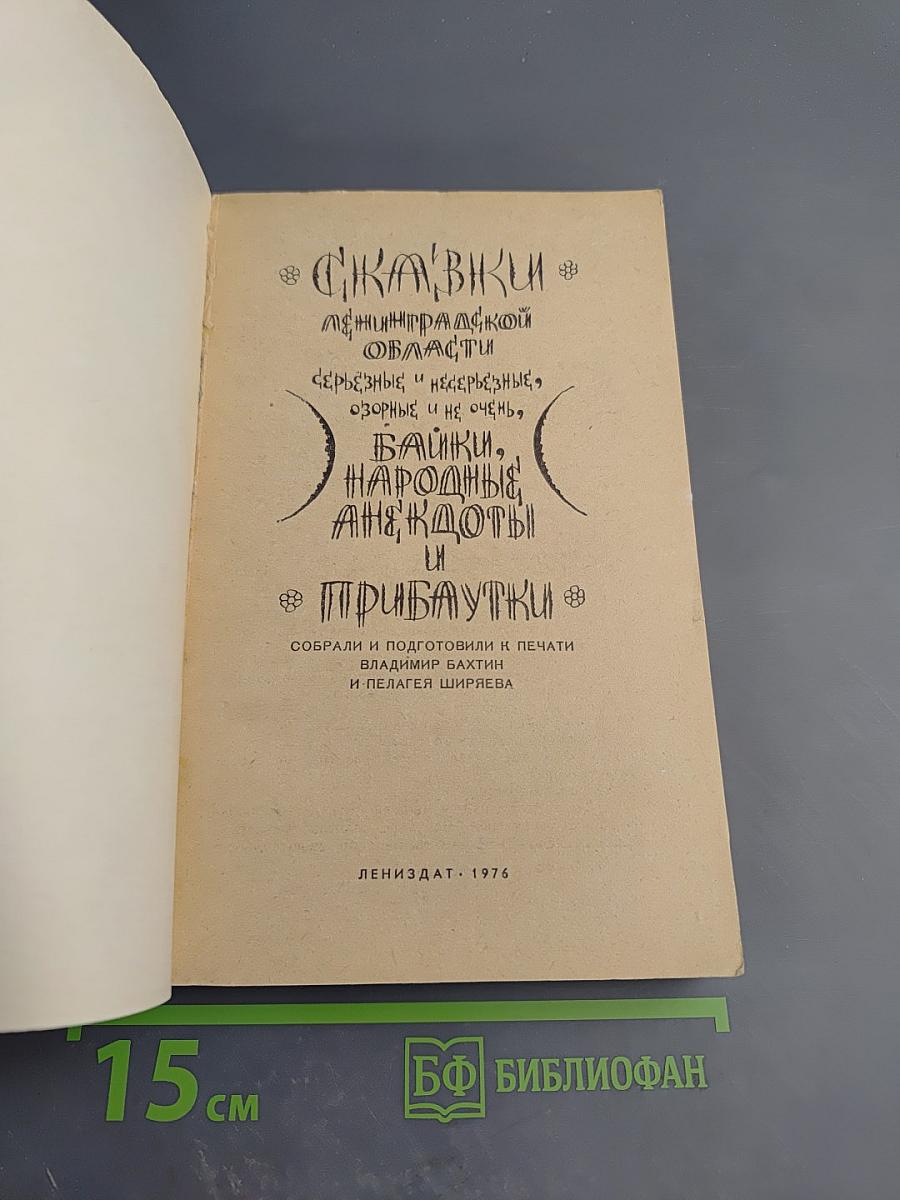 СКАЗКИ
ЛЕНИНГРАДСКОЙ
ОБЛАСТИ
СЕРЬЁЗНЫЕ И НЕСЕРЬЕЗНЫЕ,
ОЗОРНЫЕ И НЕ ОЧЕНЬ,
БАЙКИ,
НАРОДНЫЕ
АНЕКДОТЫ
И
ПРИБАУТКИ
СОБРАЛИ И ПОДГОТОВИЛИ К ПЕЧАТИ
ВЛАДИМИР БАХТИН
И ПЕЛАГЕЯ ШИРЯЕВА
ЛЕНИЗДАТ • 1976
15 СМ
БФ БИБЛИОФАН